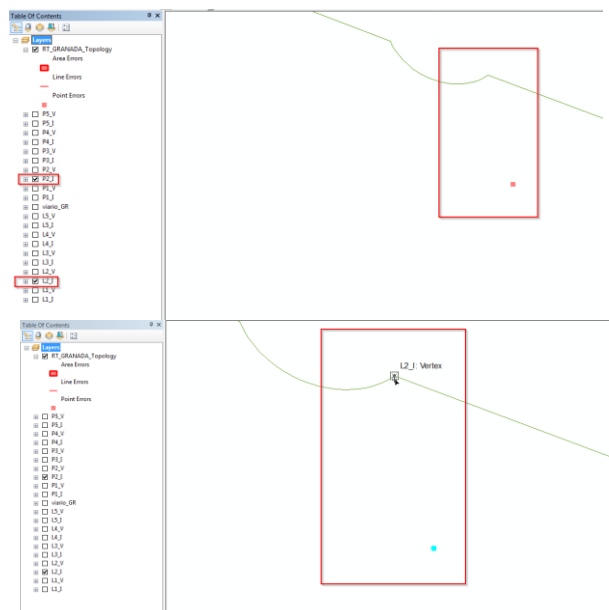 Table Of Contents
Layers
RT_GRANADA_Topology
Area Errors
Line Errors
Point Errors
P5_V
P5_I
P4_V
P4_I
P3_V
P3_I
P2_V
P2_I
P1_V
P1_I
viario_GR
L5_V
L5_I
L4_V
L4_I
L3_V
L3_I
L2_V
L2_I
L1_V
L1_I
Table Of Contents
Layers
RT_GRANADA_Topology
Area Errors
Line Errors
Point Errors
P5_V
P5_I
P4_V
P4_I
P3_V
P3_I
P2_V
P2_I
P1_V
P1_I
viario_GR
L5_V
L5_I
L4_V
L4_I
L3_V
L3_I
L2_V
L2_I
L1_V
L1_I
L2_I: Vertex